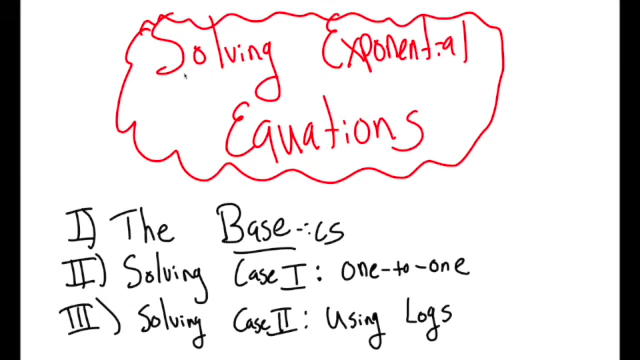 Solving Exponential
Equations
I) The Base-ics
II) Solving Case I: one-to-one
III) Solving Case II: Using Logs